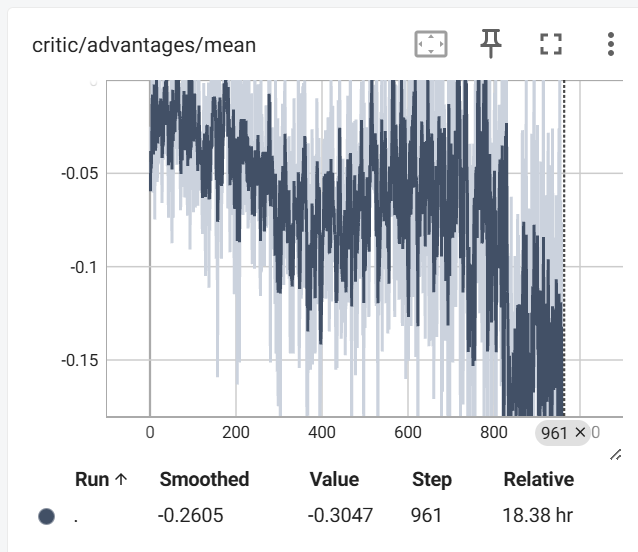 critic/advantages/mean
-0.05
-0.1
-0.15
0 200 400 600 800 961 × 0
Run ↑ Smoothed Value Step Relative
. -0.2605 -0.3047 961 18.38 hr